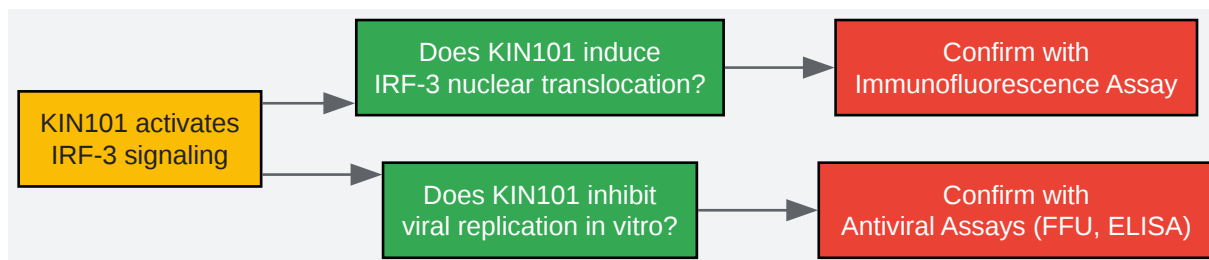 KIN101 activates
IRF-3 signaling
Does KIN101 induce
IRF-3 nuclear translocation?
Confirm with
Immunofluorescence Assay
Does KIN101 inhibit
viral replication in vitro?
Confirm with
Antiviral Assays (FFU, ELISA)